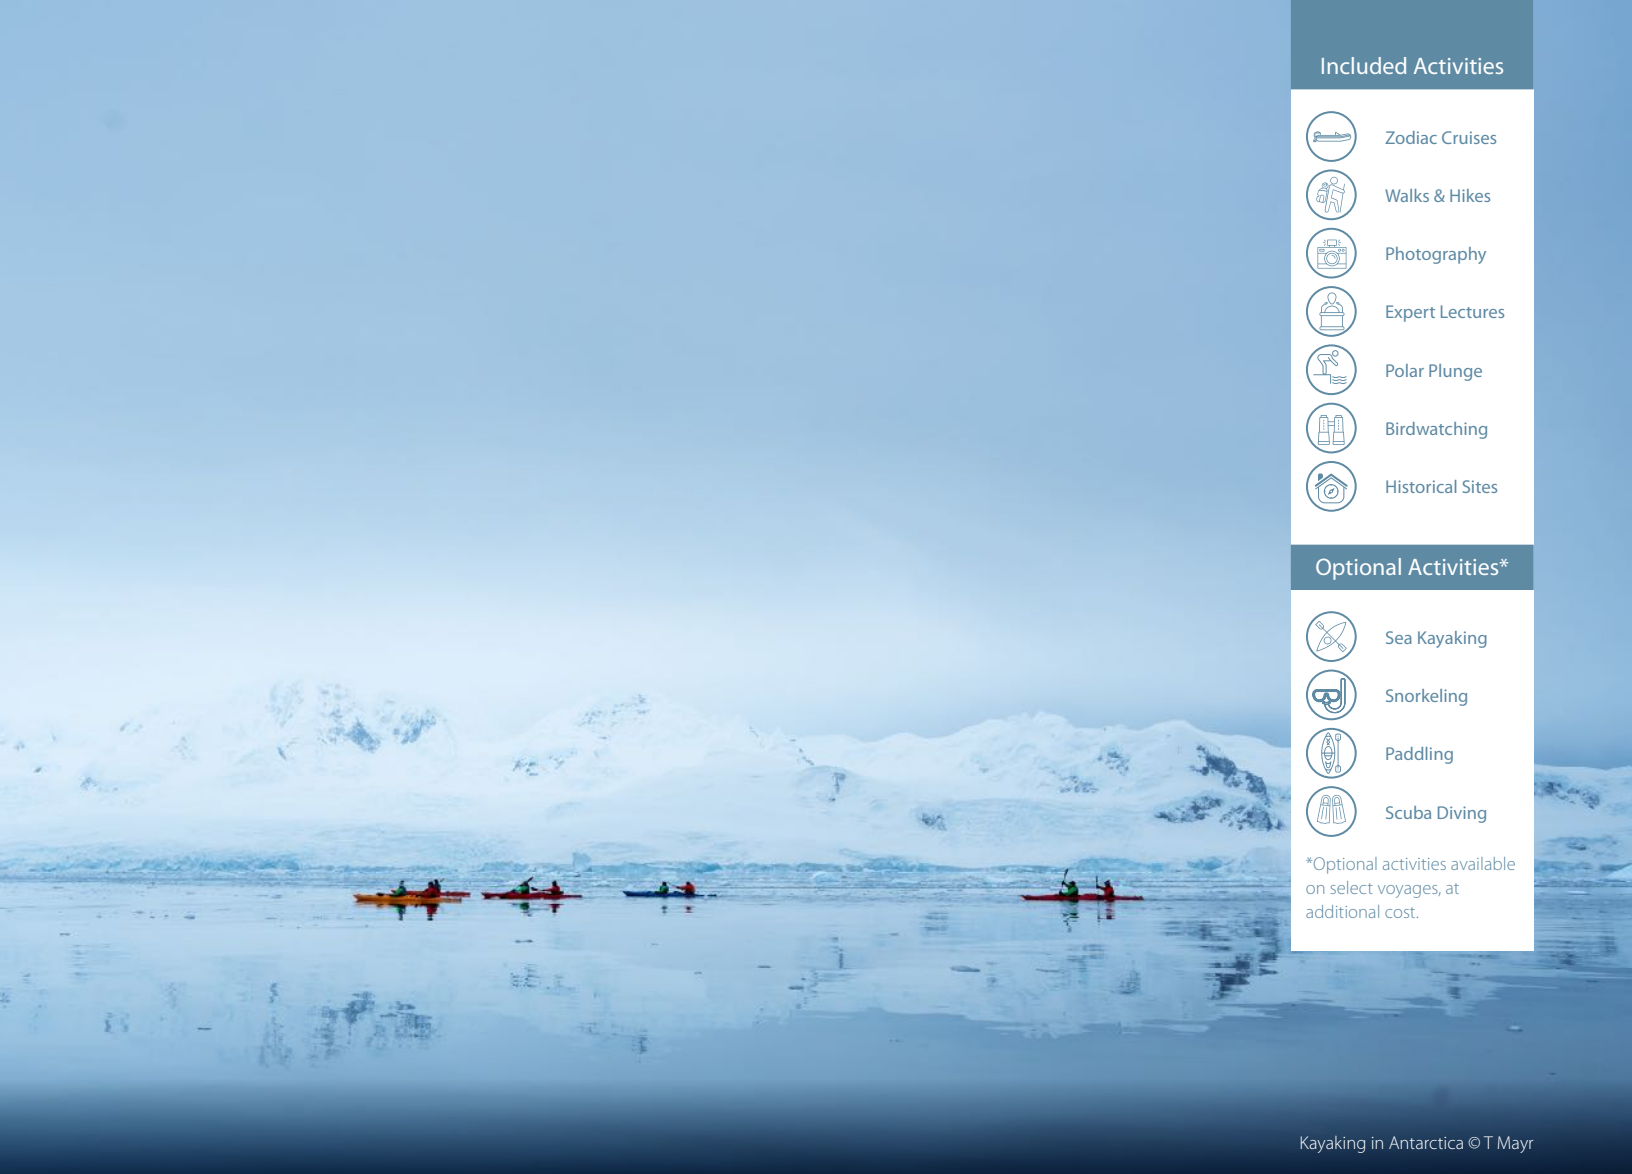 Included Activities
Zodiac Cruises
Walks & Hikes
Photography
Expert Lectures
Polar Plunge
Birdwatching
Historical Sites
Optional Activities*
Sea Kayaking
Snorkeling
Paddling
Scuba Diving
*Optional activities available
on select voyages, at
additional cost.
Kayaking in Antarctica © T Mayr